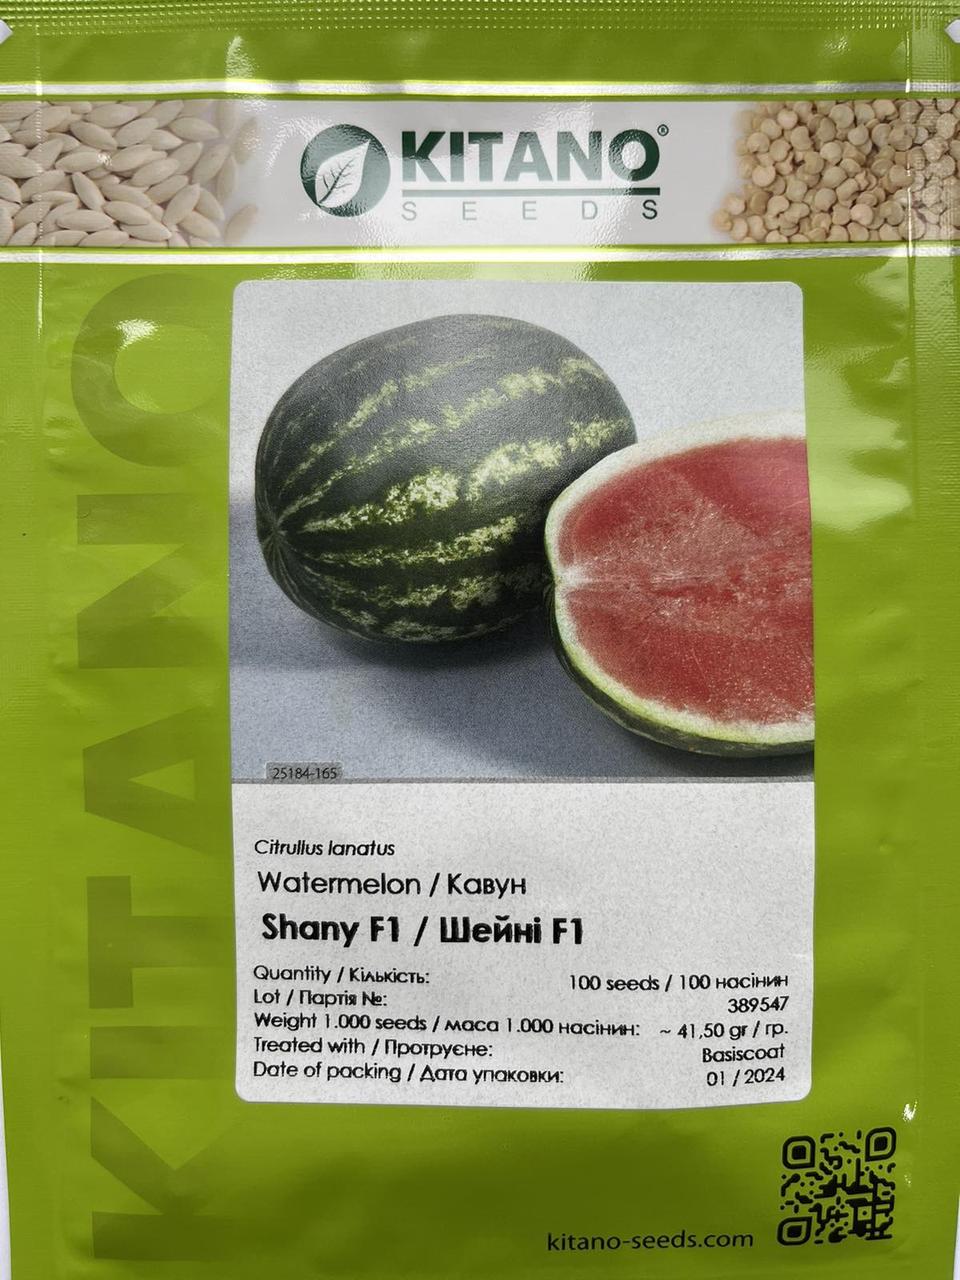 KITANO®
SEEDS
KITANO
25184-165
Citrullus lanatus
Watermelon / Кавун
Shany F1 / Шейні F1
Quantity / Кількість: 100 seeds / 100 насінин
Lot / Партія №: 389547
Weight 1.000 seeds / маса 1.000 насінин: ~ 41,50 gr / гр.
Treated with / Протруєне: Basiscoat
Date of packing / Дата упаковки: 01 / 2024
kitano-seeds.com